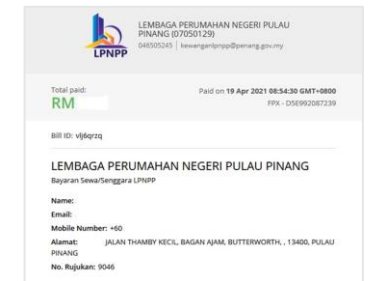 LPNPP
LEMBAGA PERUMAHAN NEGERI PULAU
PINANG (07050129)
046505245 | kewanganlpnpp@penang.gov.my
Total paid:
RM
Paid on 19 Apr 2021 08:54:30 GMT+0800
FPX - D5E992087239
Bill ID: vlj6qrzq
LEMBAGA PERUMAHAN NEGERI PULAU PINANG
Bayaran Sewa/Senggara LPNPP
Name:
Email:
Mobile Number: +60
Alamat: JALAN THAMBY KECIL, BAGAN AJAM, BUTTERWORTH, , 13400, PULAU
PINANG
No. Rujukan: 9046